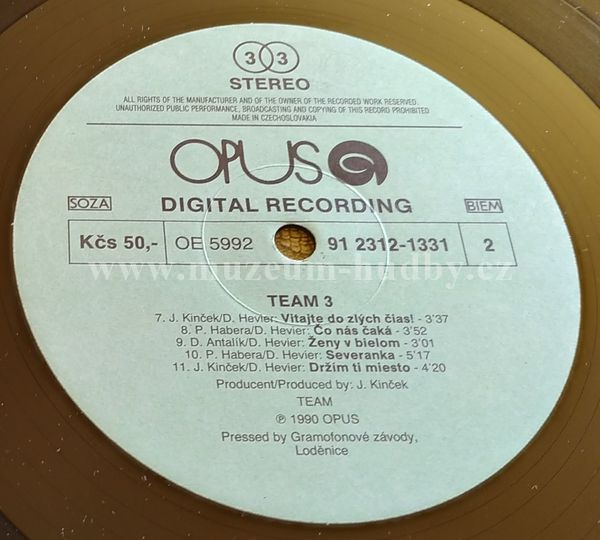 3 3
STEREO
ALL RIGHTS OF THE MANUFACTURER AND OF THE OWNER OF THE RECORDED WORK RESERVED.
UNAUTHORIZED PUBLIC PERFORMANCE, BROADCASTING AND COPYING OF THIS RECORD PROHIBITED
MADE IN CZECHOSLOVAKIA
OPUS
SOZA DIGITAL RECORDING BIEM
Kčs 50,- OE 5992 91 2312-1331 2
www.muzeum-hudby.cz
TEAM 3
7. J. Kinček/D. Hevier: Vitajte do zlých čias! - 3'37
8. P. Habera/D. Hevier: Čo nás čaká - 3'52
9. D. Antalík/D. Hevier: Ženy v bielom - 3'01
10. P. Habera/D. Hevier: Severanka - 5'17
11. J. Kinček/D. Hevier: Držím ti miesto - 4'20
Producent/Produced by: J. Kinček
TEAM
℗ 1990 OPUS
Pressed by Gramofonové závody,
Loděnice